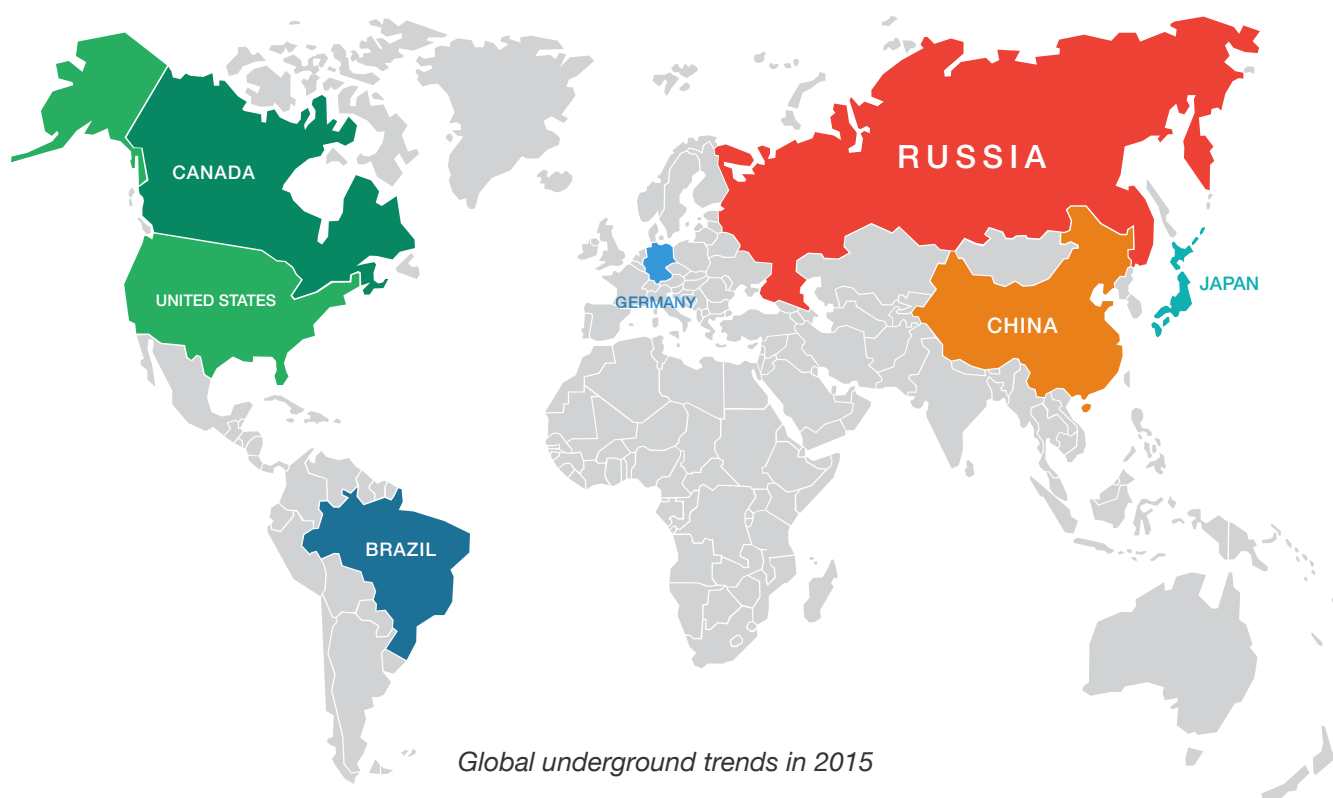 RUSSIA
CANADA
JAPAN
UNITED STATES
GERMANY
CHINA
BRAZIL
Global underground trends in 2015